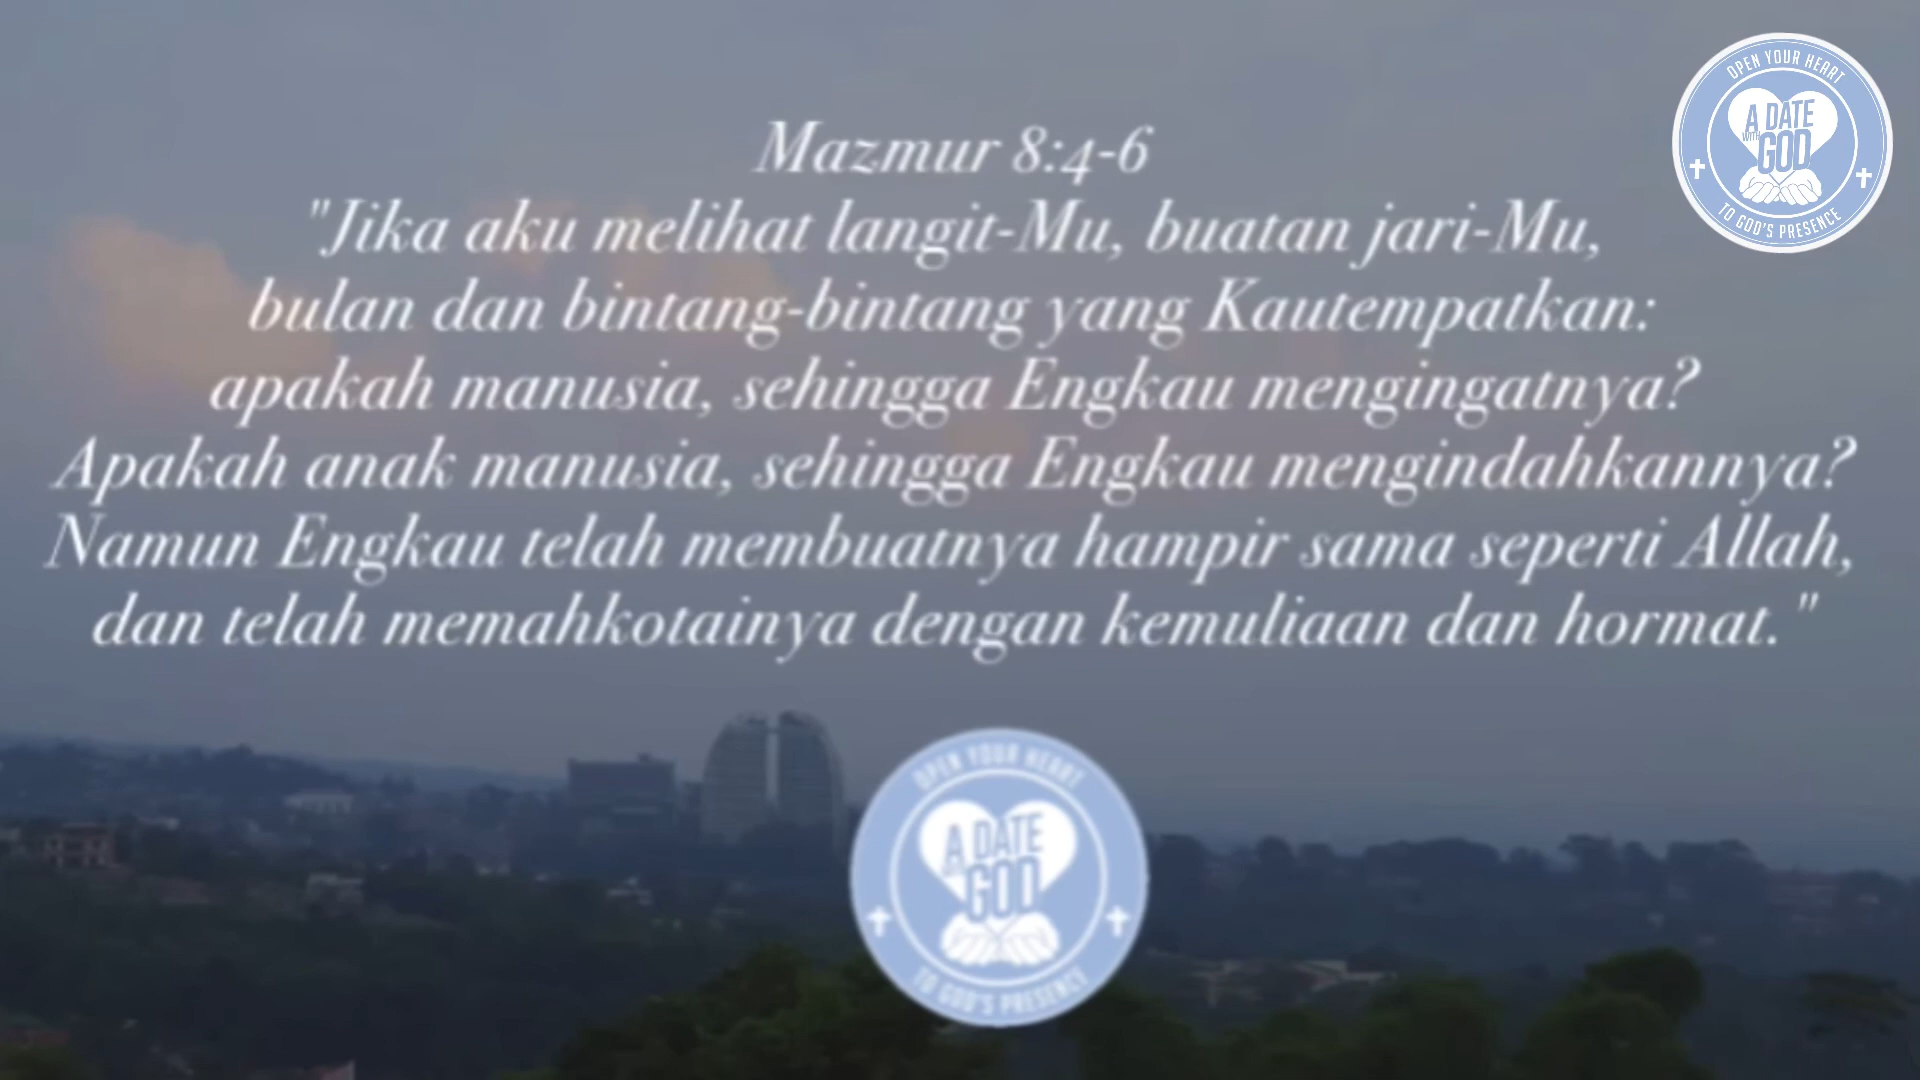 OPEN YOUR HEART
A DATE
WITH
GOD
TO GOD'S PRESENCE
Mazmur 8:4-6
"Jika aku melihat langit-Mu, buatan jari-Mu,
bulan dan bintang-bintang yang Kautempatkan:
apakah manusia, sehingga Engkau mengingatnya?
Apakah anak manusia, sehingga Engkau mengindahkannya?
Namun Engkau telah membuatnya hampir sama seperti Allah,
dan telah memahkotainya dengan kemuliaan dan hormat."
OPEN YOUR HEART
A DATE
GOD
TO GOD'S PRESENCE